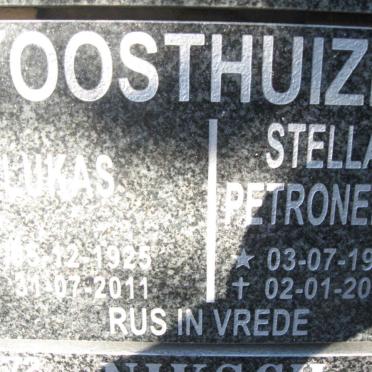 OOSTHUIZ
LUKAS
-12-1925
31-07-2011
STELLA
PETRONE
★ 03-07-19
† 02-01-20
RUS IN VREDE